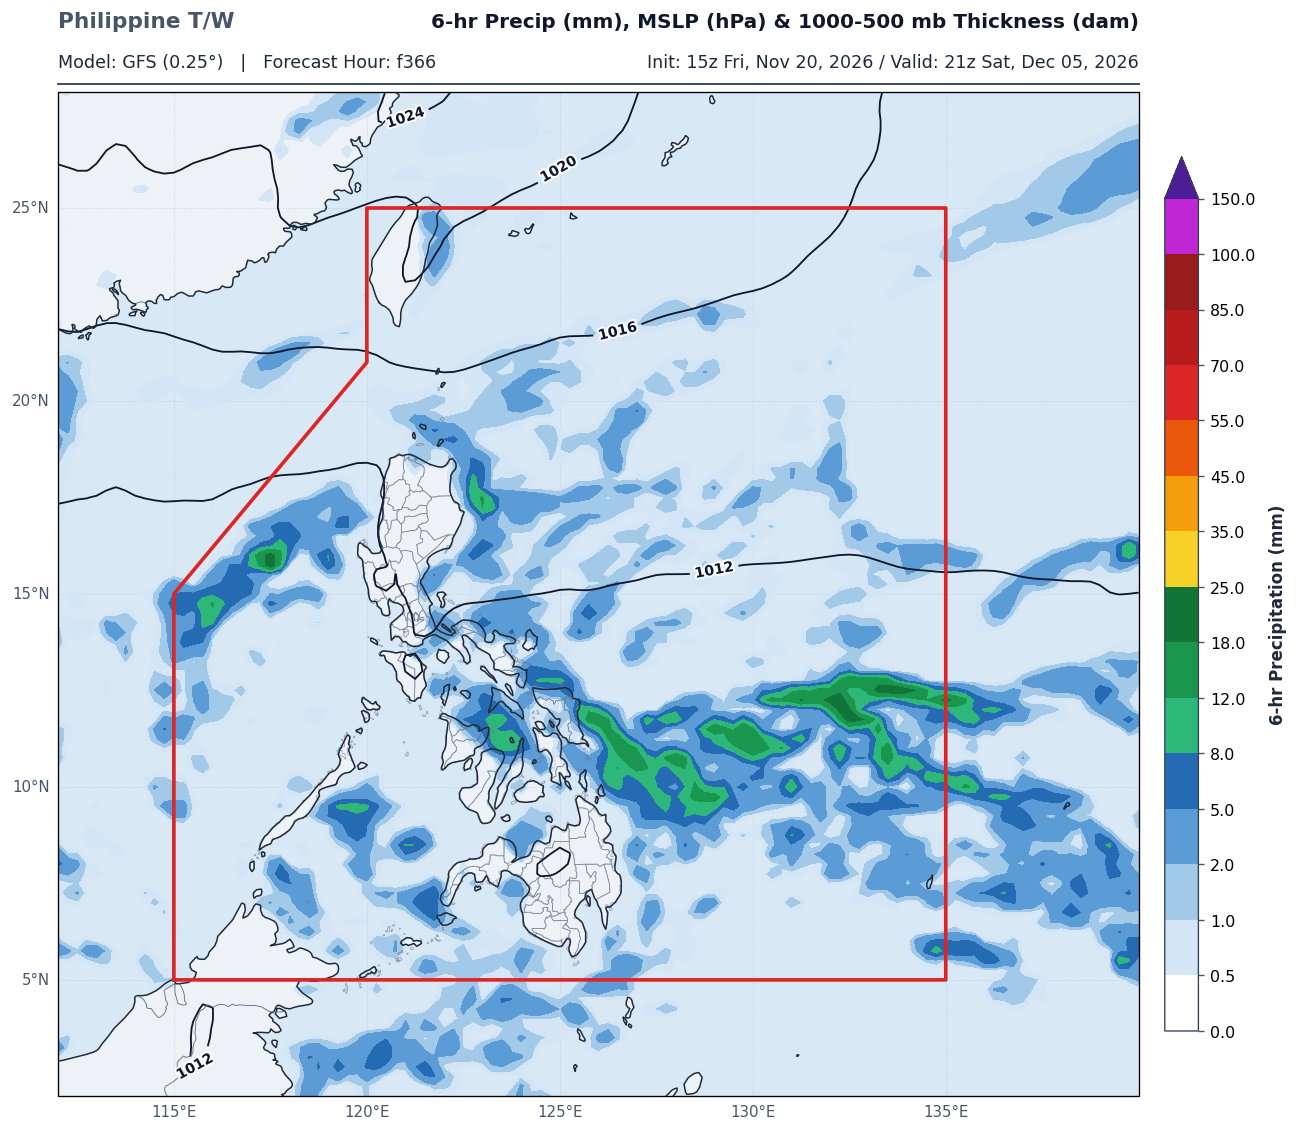 Philippine T/W
6-hr Precip (mm), MSLP (hPa) & 1000-500 mb Thickness (dam)
Model: GFS (0.25°)   |   Forecast Hour: f366
Init: 15z Fri, Nov 20, 2026 / Valid: 21z Sat, Dec 05, 2026
1024
1020
1016
1012
1012
25°N
20°N
15°N
10°N
5°N
115°E
120°E
125°E
130°E
135°E
150.0
100.0
85.0
70.0
55.0
45.0
35.0
25.0
18.0
12.0
8.0
5.0
2.0
1.0
0.5
0.0
6-hr Precipitation (mm)